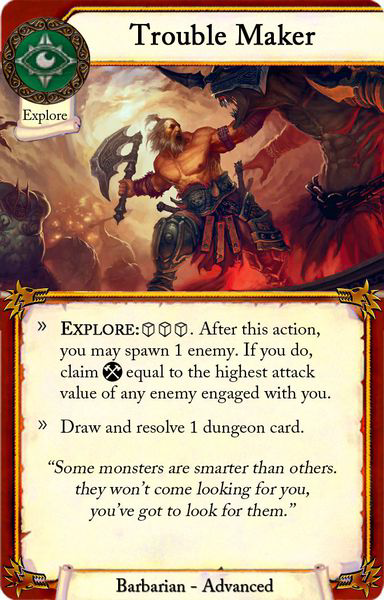 Trouble Maker
Explore
» EXPLORE: . After this action,
you may spawn 1 enemy. If you do,
claim equal to the highest attack
value of any enemy engaged with you.
» Draw and resolve 1 dungeon card.
“Some monsters are smarter than others.
they won’t come looking for you,
you’ve got to look for them.”
Barbarian - Advanced